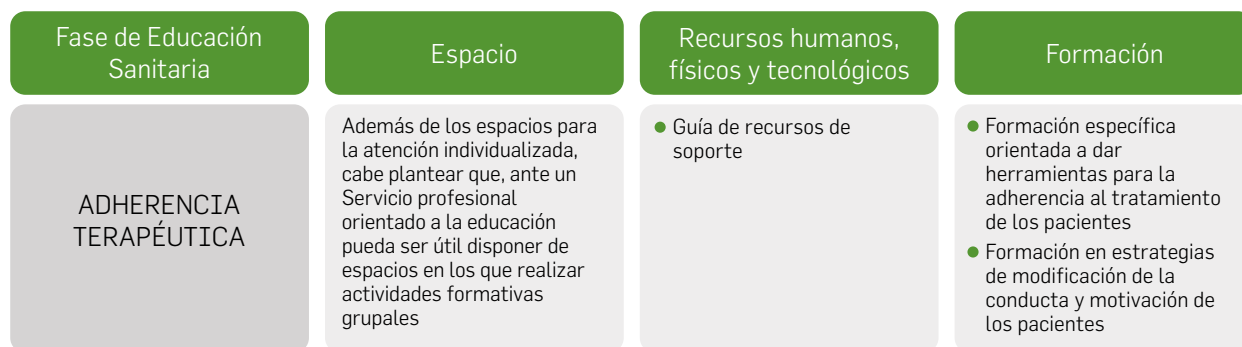 Fase de Educación
Sanitaria
Espacio
Recursos humanos,
físicos y tecnológicos
Formación
ADHERENCIA
TERAPÉUTICA
Además de los espacios para
la atención individualizada,
cabe plantear que, ante un
Servicio profesional
orientado a la educación
pueda ser útil disponer de
espacios en los que realizar
actividades formativas
grupales
● Guía de recursos de
soporte
● Formación específica
orientada a dar
herramientas para la
adherencia al tratamiento
de los pacientes
● Formación en estrategias
de modificación de la
conducta y motivación de
los pacientes